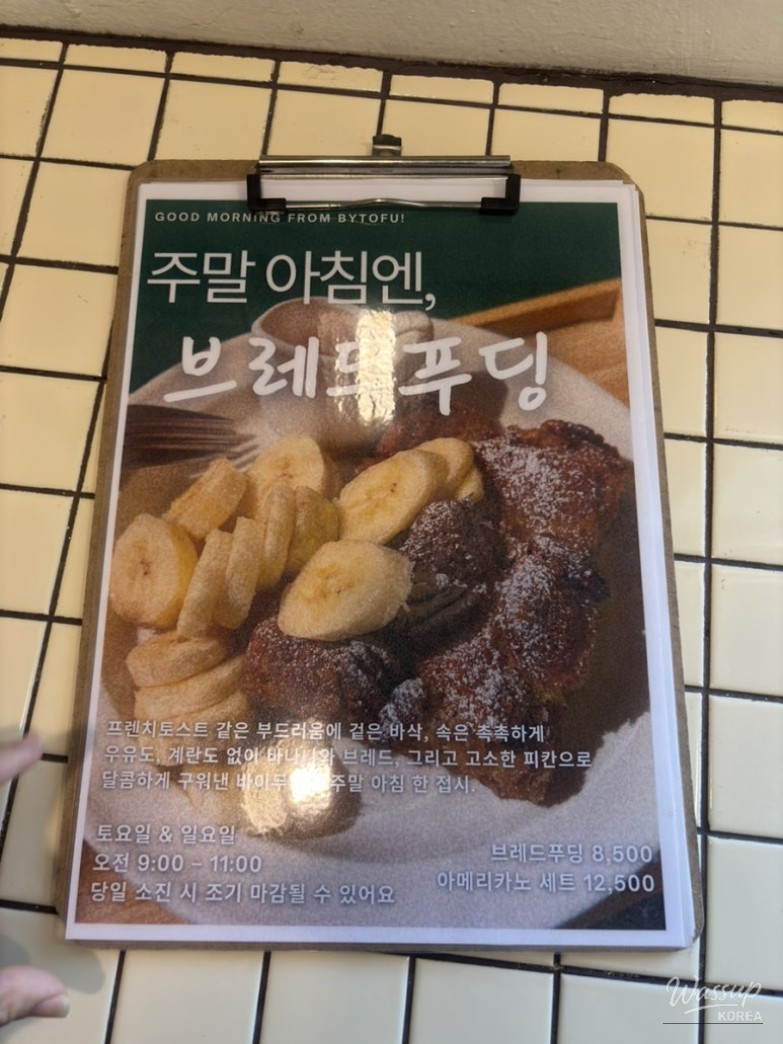 GOOD MORNING FROM BYTOFU!
주말 아침엔,
브레드푸딩
프렌치토스트 같은 부드러움에 겉은 바삭, 속은 촉촉하게
우유도, 계란도 없이 바나나와 브레드, 그리고 고소한 피칸으로
달콤하게 구워낸 주말 아침 한 접시.
토요일 & 일요일
오전 9:00 - 11:00
당일 소진 시 조기 마감될 수 있어요
브레드푸딩 8,500
아메리카노 세트 12,500
Wassup
KOREA